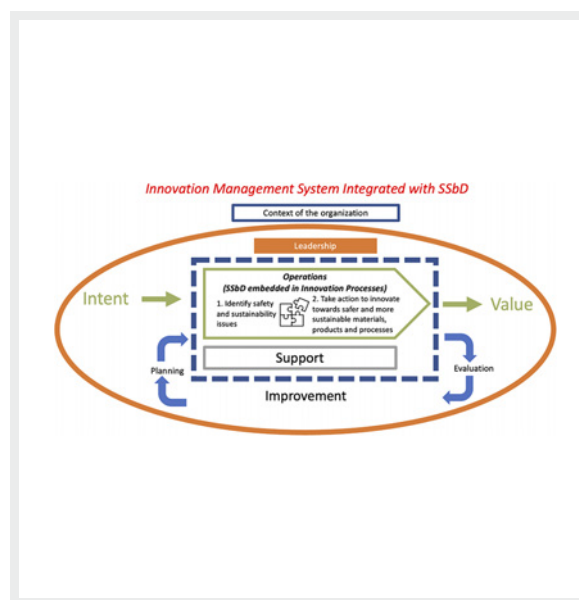 Innovation Management System Integrated with SSbD
Context of the organization
Leadership
Operations
(SSbD embedded in Innovation Processes)
1. Identify safety
and sustainability
issues
2. Take action to innovate
towards safer and more
sustainable materials,
products and processes
Intent
Value
Support
Planning
Evaluation
Improvement